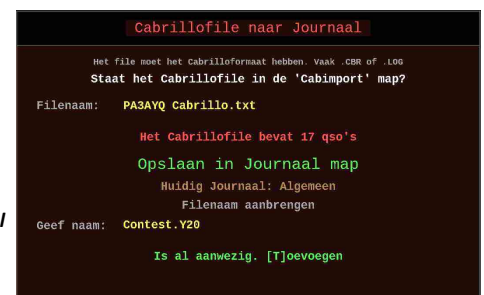 Cabrillofile naar Journaal
Het file moet het Cabrilloformaat hebben. Vaak .CBR of .LOG
Staat het Cabrillofile in de 'Cabimport' map?
Filenaam: PA3AYQ Cabrillo.txt
Het Cabrillofile bevat 17 qso's
Opslaan in Journaal map
Huidig Journaal: Algemeen
Filenaam aanbrengen
Geef naam: Contest.Y20
Is al aanwezig. [T]oevoegen